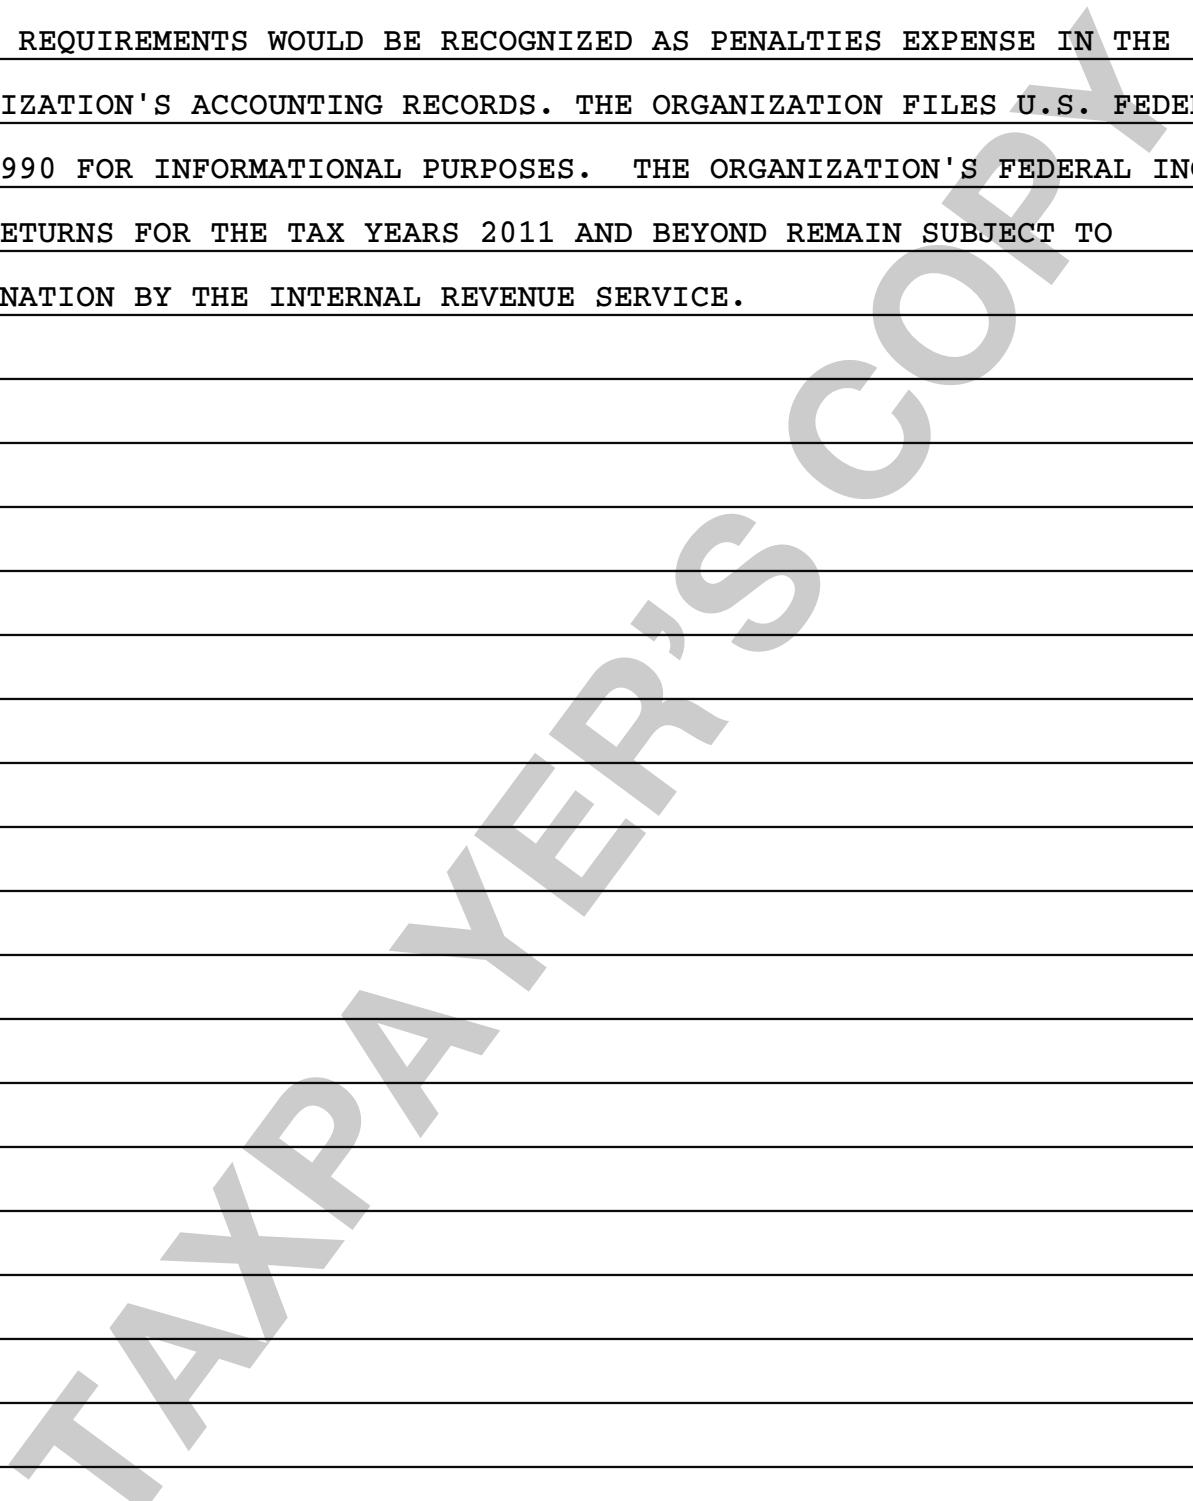 REQUIREMENTS WOULD BE RECOGNIZED AS PENALTIES EXPENSE IN THE
IZATION'S ACCOUNTING RECORDS. THE ORGANIZATION FILES U.S. FEDE
990 FOR INFORMATIONAL PURPOSES. THE ORGANIZATION'S FEDERAL IN
ETURNS FOR THE TAX YEARS 2011 AND BEYOND REMAIN SUBJECT TO
NATION BY THE INTERNAL REVENUE SERVICE.
TAXPAYER’S COPY